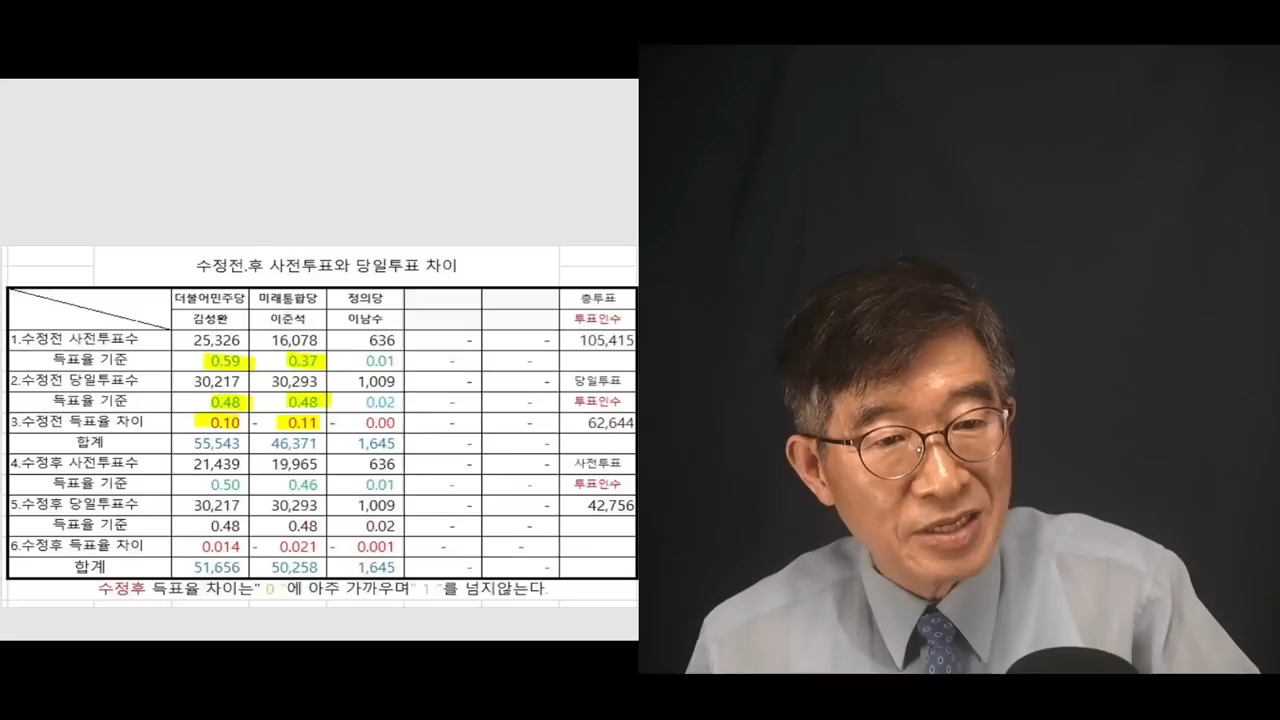 수정전.후 사전투표와 당일투표 차이
더불어민주당 미래통합당 정의당 총투표
김성환 이준석 이남수 투표인수
1.수정전 사전투표수 25,326 16,078 636 - - 105,415
득표율 기준 0.59 0.37 0.01 - -
2.수정전 당일투표수 30,217 30,293 1,009 - - 당일투표
득표율 기준 0.48 0.48 0.02 - - 투표인수
3.수정전 득표율 차이 0.10 - 0.11 - 0.00 - - 62,644
합계 55,543 46,371 1,645 - -
4.수정후 사전투표수 21,439 19,965 636 - - 사전투표
득표율 기준 0.50 0.46 0.01 - - 투표인수
5.수정후 당일투표수 30,217 30,293 1,009 - - 42,756
득표율 기준 0.48 0.48 0.02 - -
6.수정후 득표율 차이 0.014 - 0.021 - 0.001 - -
합계 51,656 50,258 1,645 - -
수정후 득표율 차이는" 0 "에 아주 가까우며" 1 "를 넘지않는다.